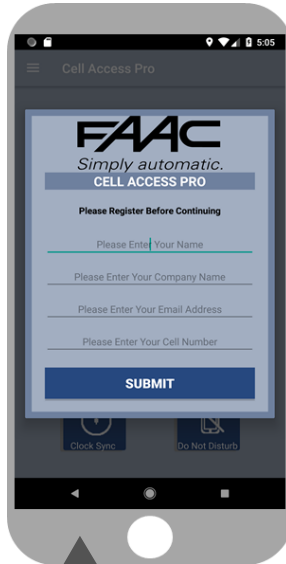 5:05
Cell Access Pro
FAAC
Simply automatic.
CELL ACCESS PRO
Please Register Before Continuing
Please Enter Your Name
Please Enter Your Company Name
Please Enter Your Email Address
Please Enter Your Cell Number
SUBMIT
Clock Sync
Do Not Disturb